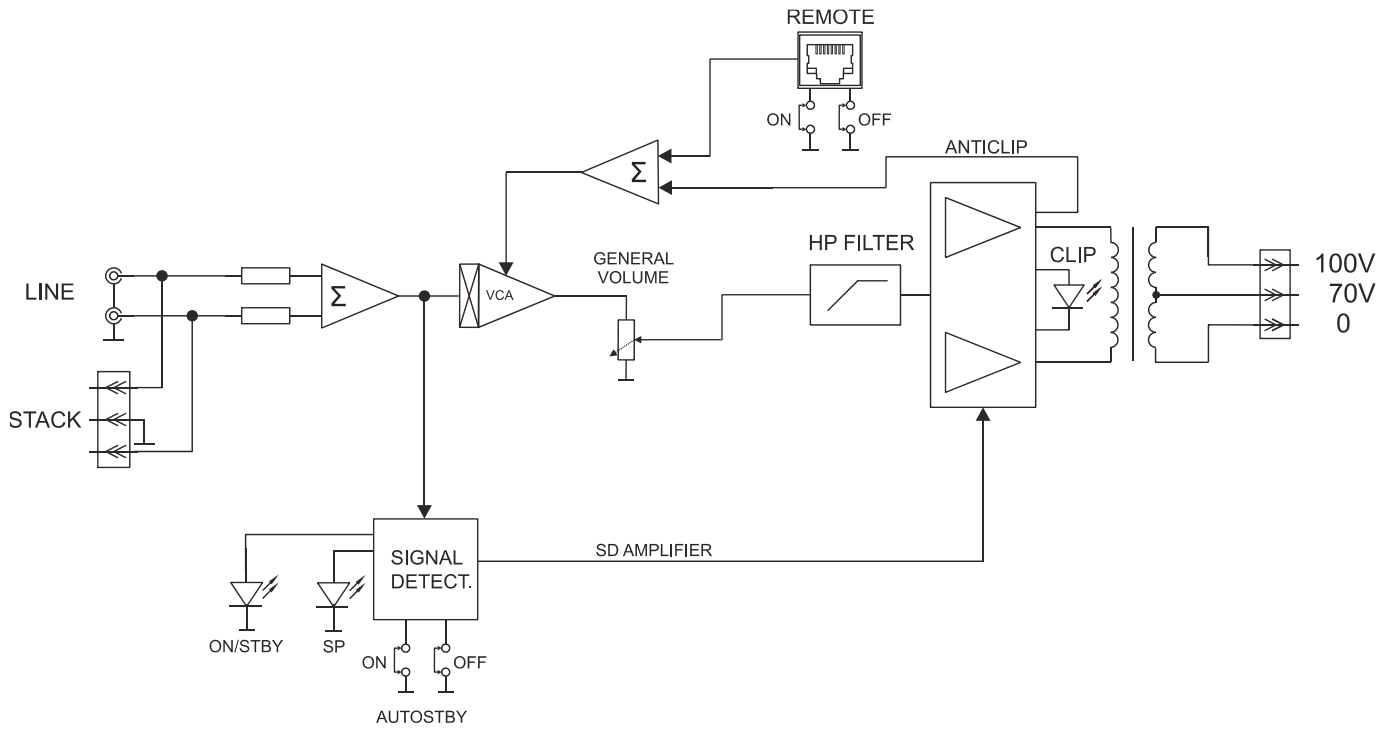 REMOTE
ON
OFF
ANTICLIP
Σ
HP FILTER
GENERAL
VOLUME
CLIP
LINE
Σ
VCA
100V
70V
0
STACK
SD AMPLIFIER
SIGNAL
DETECT.
ON/STBY
SP
ON
OFF
AUTOSTBY